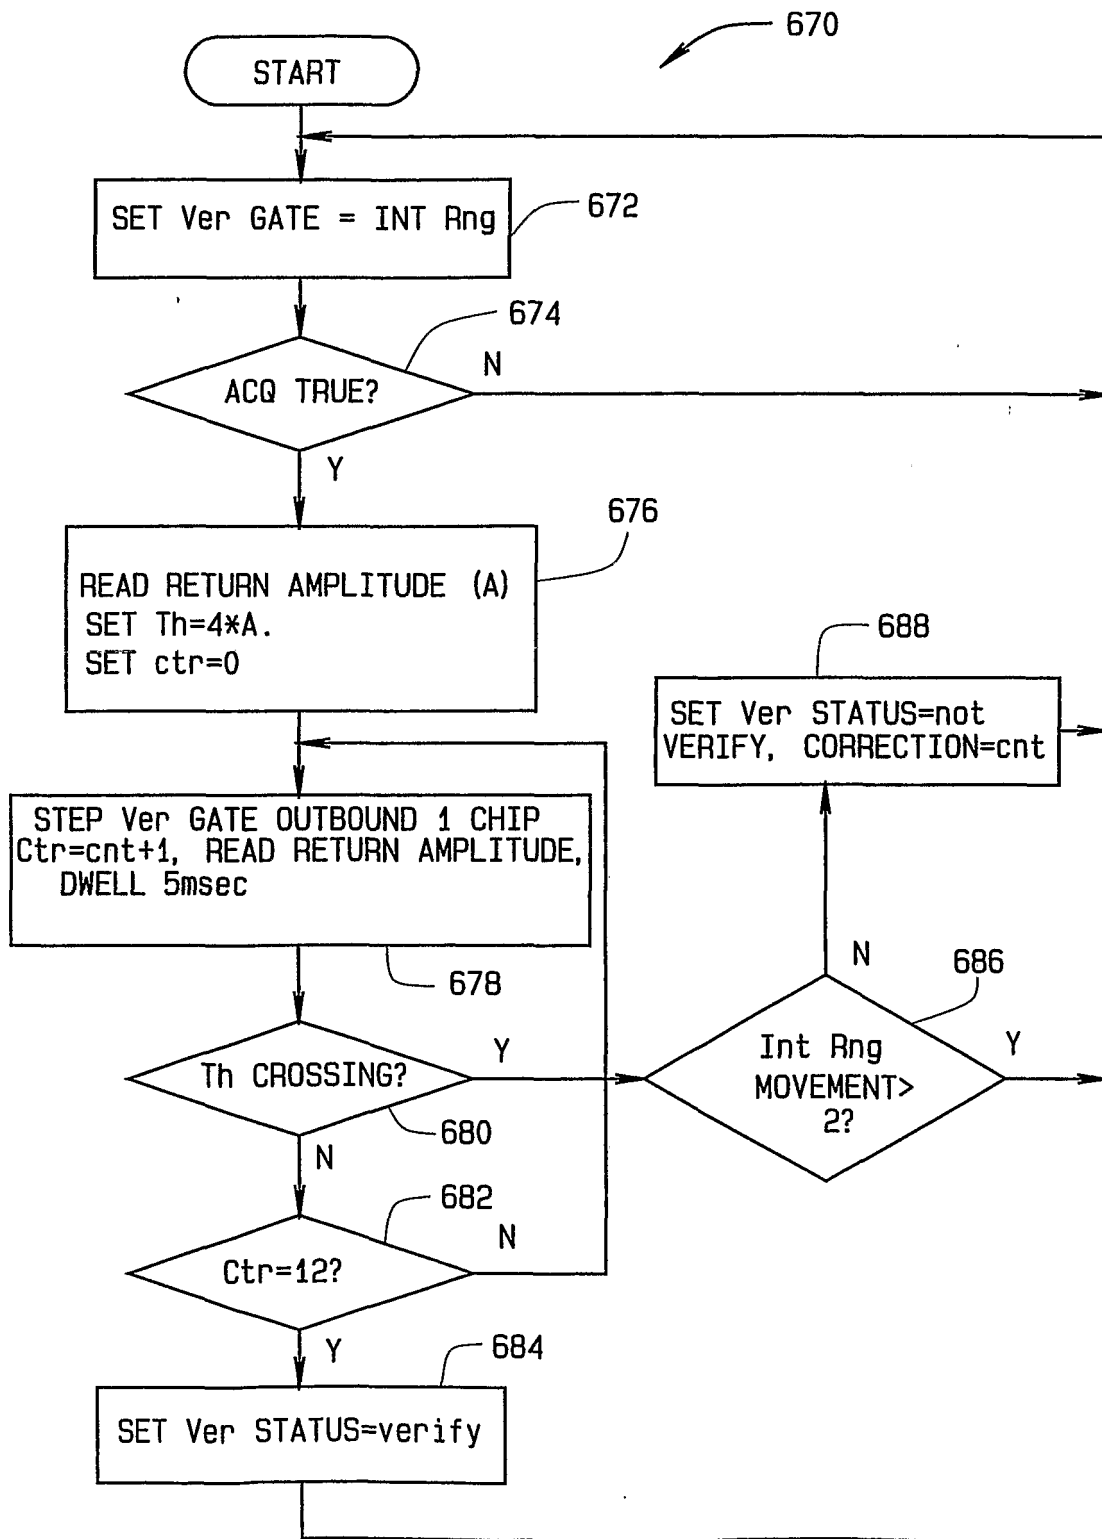 670
START
SET Ver GATE = INT Rng
672
674
ACQ TRUE?
N
Y
676
READ RETURN AMPLITUDE (A)
SET Th=4*A.
SET ctr=0
688
SET Ver STATUS=not
VERIFY, CORRECTION=cnt
STEP Ver GATE OUTBOUND 1 CHIP
Ctr=cnt+1, READ RETURN AMPLITUDE,
DWELL 5msec
678
N
686
Th CROSSING?
Y
680
N
Int Rng
MOVEMENT>
2?
Y
682
Ctr=12?
N
Y
684
SET Ver STATUS=verify